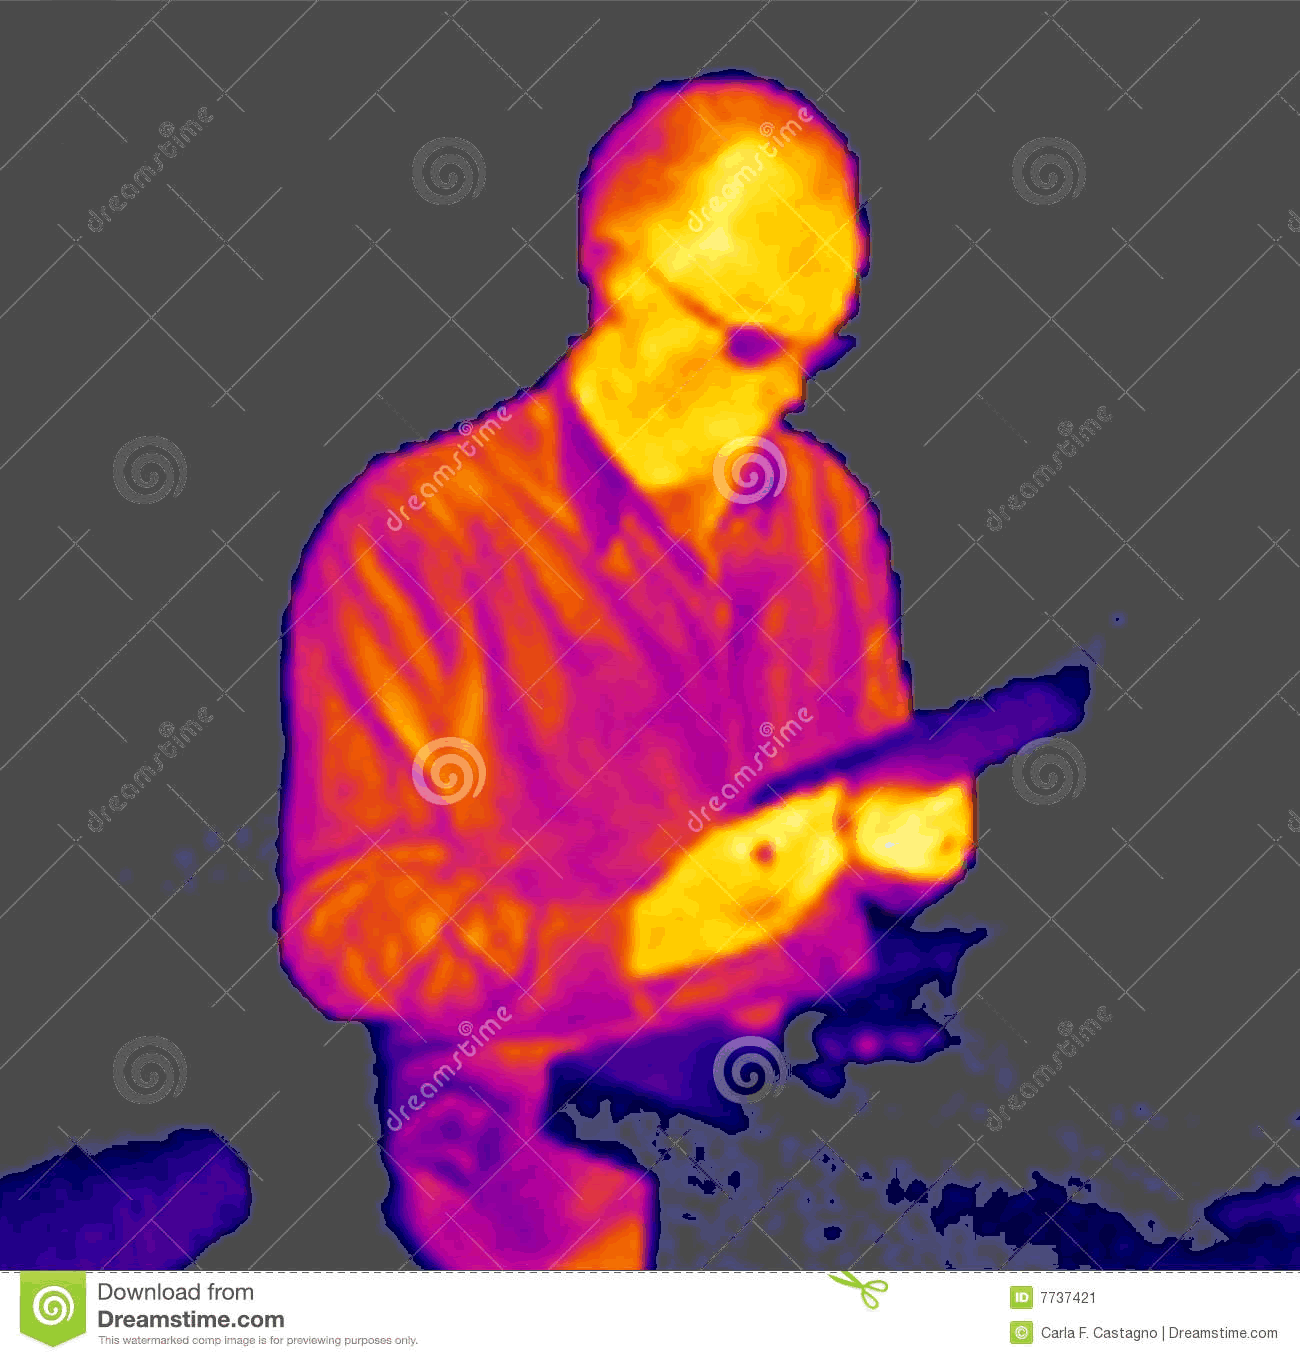 dreamstime
dreamstime
dreamstime
dreamstime
dreamstime
dreamstime
dreamstime
dreamstime
Download from
Dreamstime.com
This watermarked comp image is for previewing purposes only.
ID 7737421
© Carla F. Castagno | Dreamstime.com